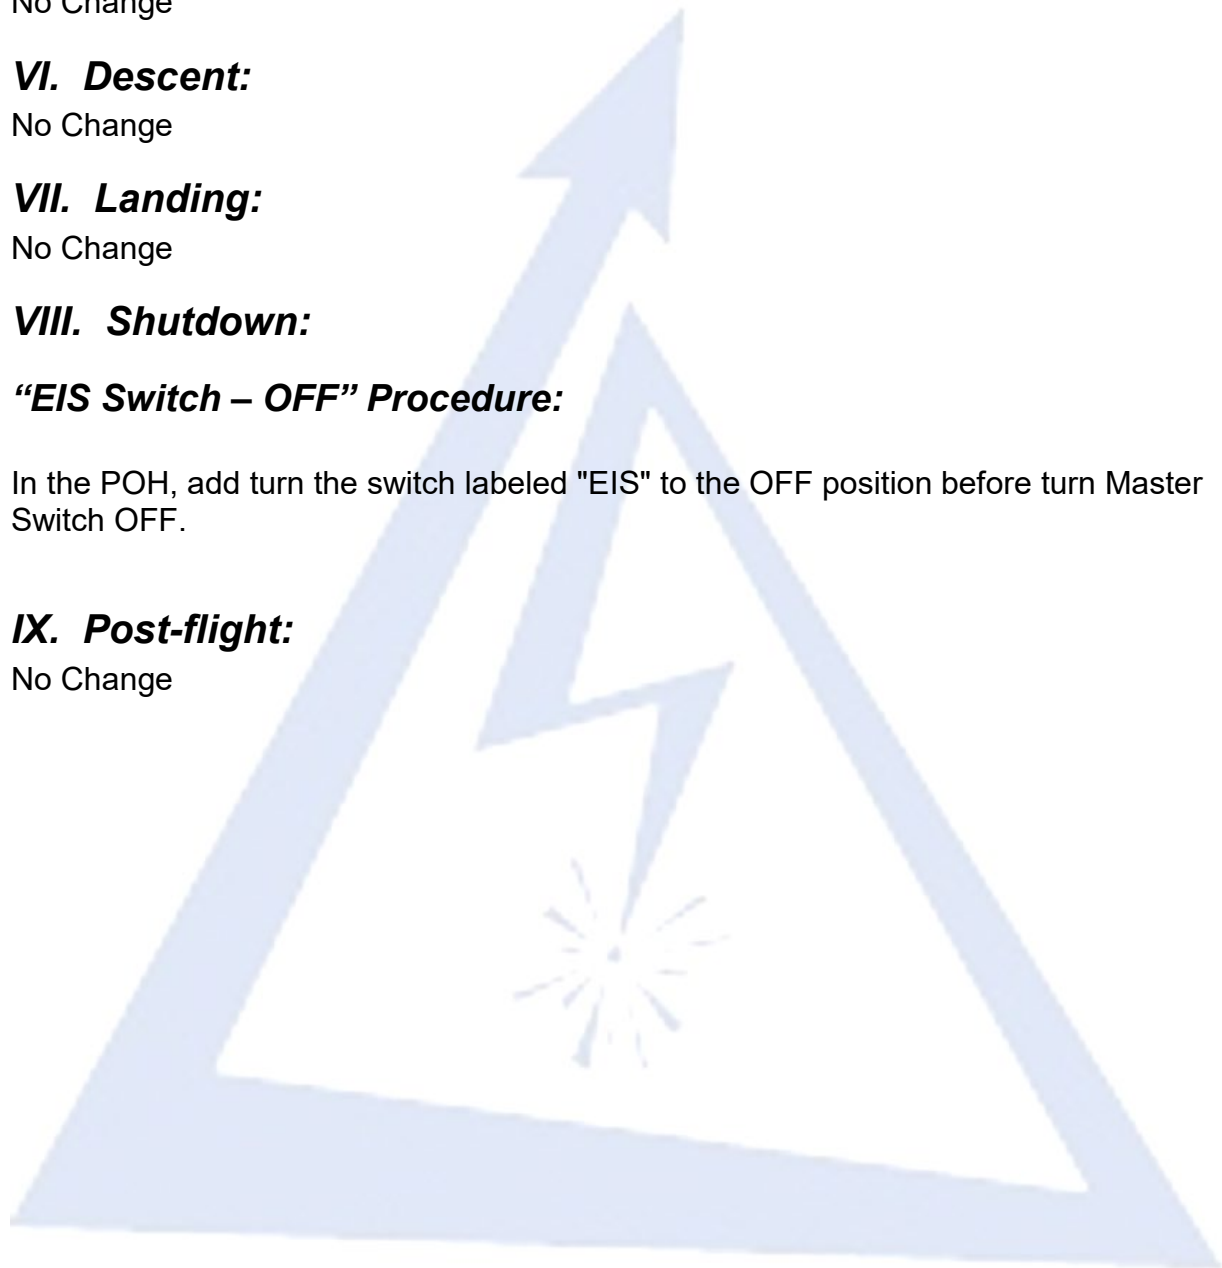 No Change
VI. Descent:
No Change
VII. Landing:
No Change
VIII. Shutdown:
“EIS Switch – OFF” Procedure:
In the POH, add turn the switch labeled "EIS" to the OFF position before turn Master
Switch OFF.
IX. Post-flight:
No Change